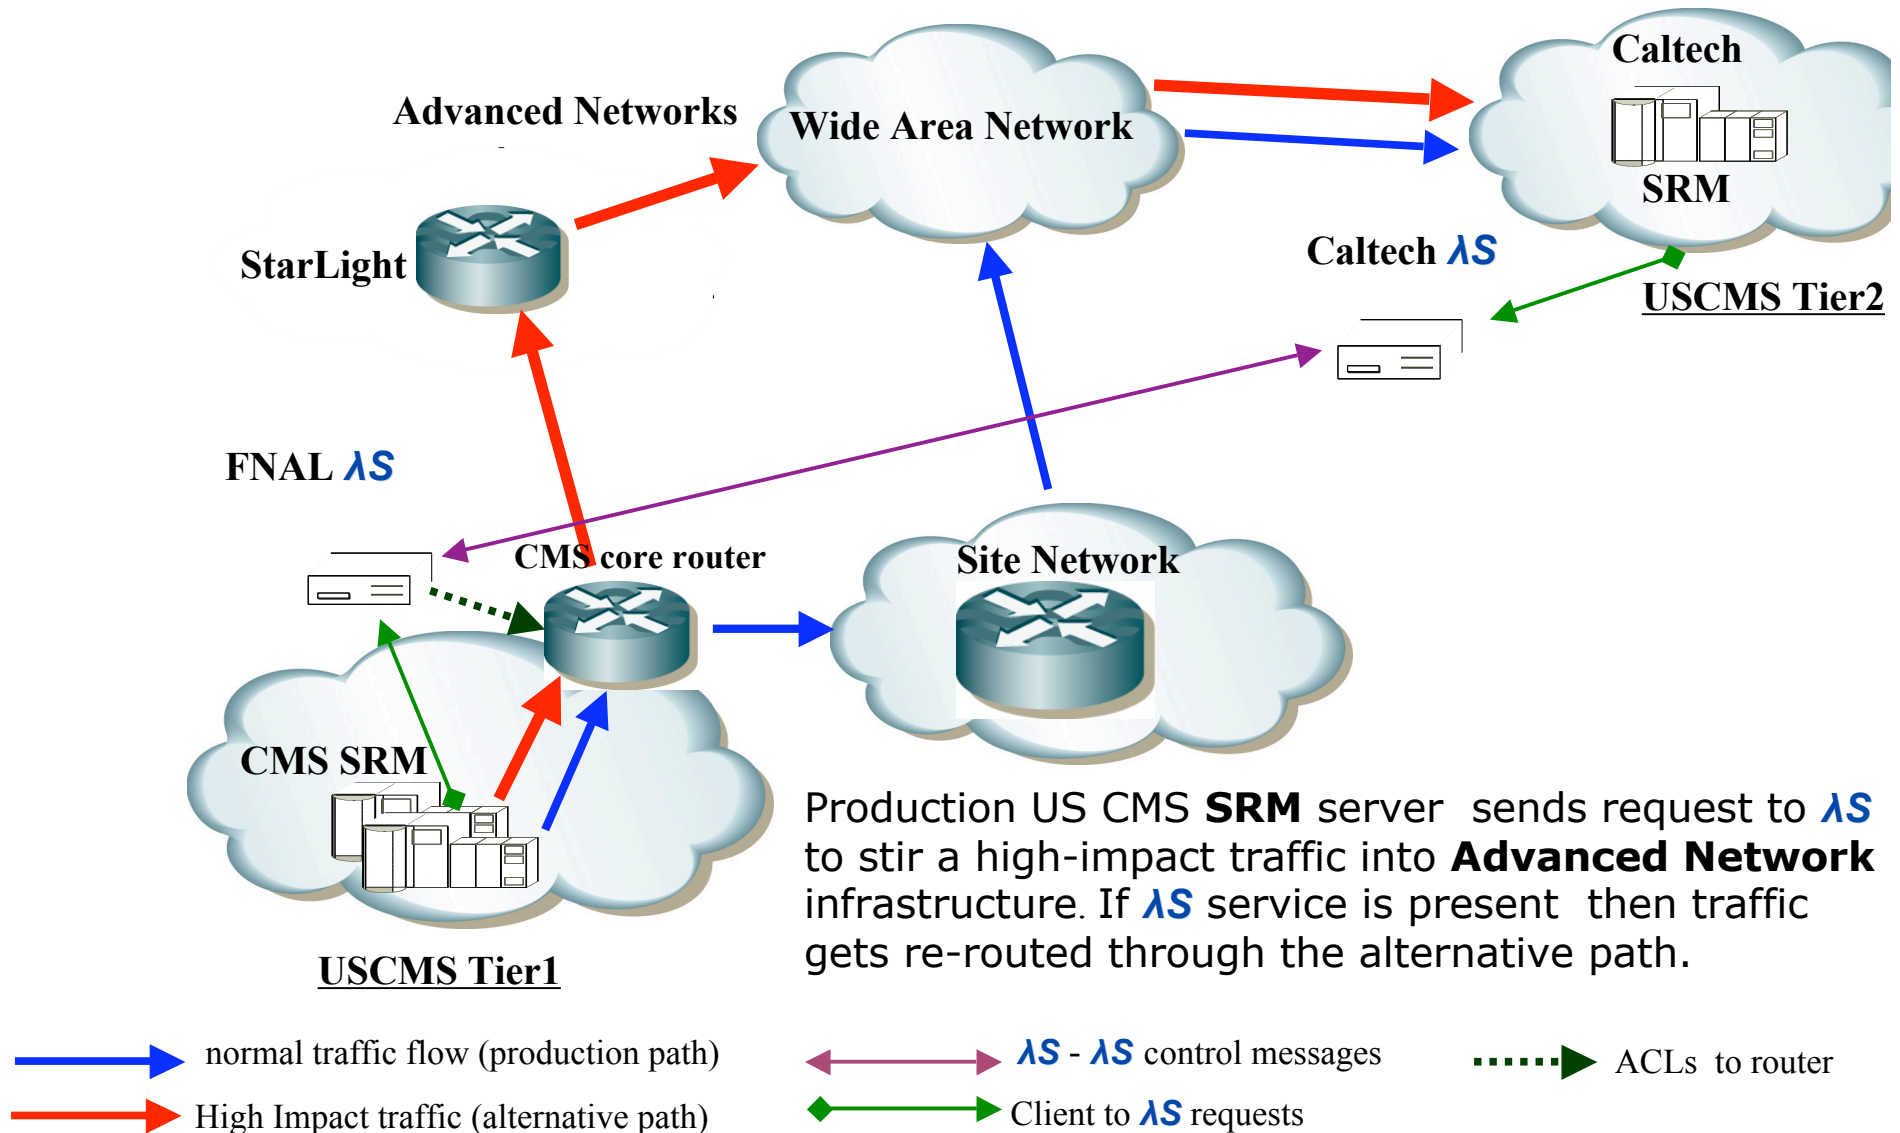 Caltech
Advanced Networks
Wide Area Network
SRM
StarLight
Caltech λS
USCMS Tier2
FNAL λS
CMS core router
Site Network
CMS SRM
Production US CMS SRM server sends request to λS
to stir a high-impact traffic into Advanced Network
infrastructure. If λS service is present then traffic
gets re-routed through the alternative path.
USCMS Tier1
normal traffic flow (production path)
λS - λS control messages
ACLs to router
High Impact traffic (alternative path)
Client to λS requests